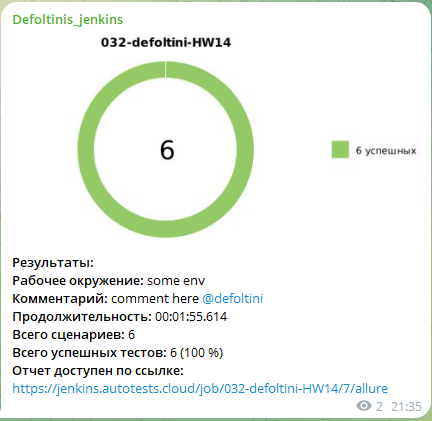 Defoltinis_jenkins
032-defoltini-HW14
6
6 успешных
Результаты:
Рабочее окружение: some env
Комментарий: comment here @defoltini
Продолжительность: 00:01:55.614
Всего сценариев: 6
Всего успешных тестов: 6 (100 %)
Отчет доступен по ссылке:
https://jenkins.autotests.cloud/job/032-defoltini-HW14/7/allure
2 21:35